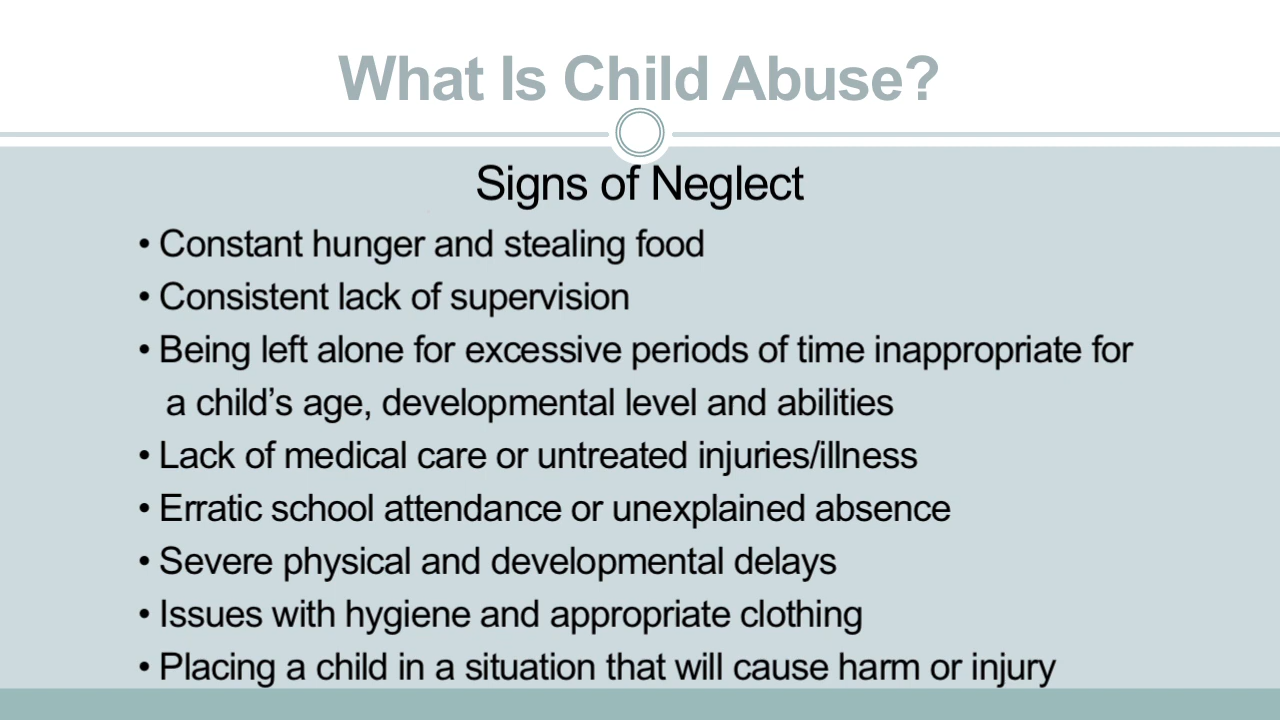 What Is Child Abuse?
Signs of Neglect
• Constant hunger and stealing food
• Consistent lack of supervision
• Being left alone for excessive periods of time inappropriate for
a child’s age, developmental level and abilities
• Lack of medical care or untreated injuries/illness
• Erratic school attendance or unexplained absence
• Severe physical and developmental delays
• Issues with hygiene and appropriate clothing
• Placing a child in a situation that will cause harm or injury